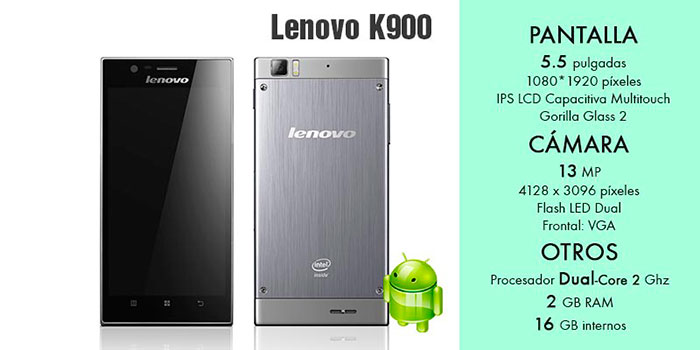 Lenovo K900
lenovo
lenovo
intel
inside
PANTALLA
5.5 pulgadas
1080*1920 píxeles
IPS LCD Capacitiva Multitouch
Gorilla Glass 2
CÁMARA
13 MP
4128 x 3096 píxeles
Flash LED Dual
Frontal: VGA
OTROS
Procesador Dual-Core 2 Ghz
2 GB RAM
16 GB internos